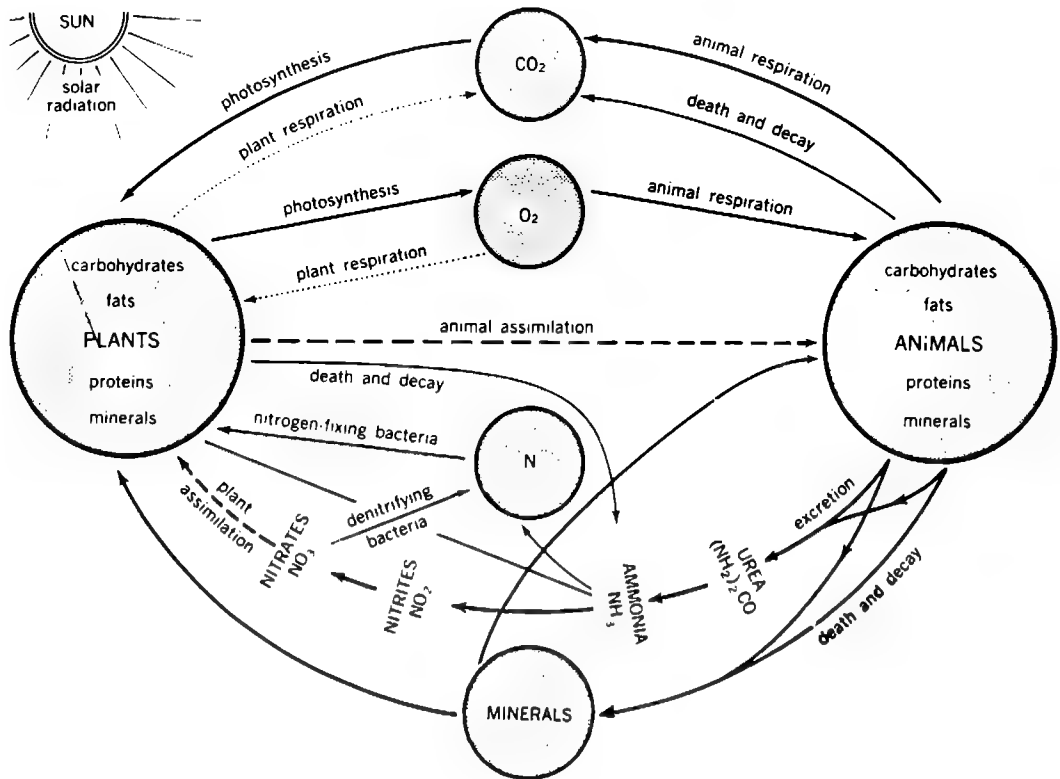 SUN
solar
radiation
photosynthesis
CO₂
animal respiration
plant respiration
death and decay
photosynthesis
O₂
animal respiration
plant respiration
carbohydrates
fats
PLANTS
proteins
minerals
carbohydrates
fats
ANiMALS
proteins
minerals
animal assimilation
death and decay
nitrogen-fixing bacteria
N
plant
assimilation
denitrifying
bacteria
NITRATES
NO₃
NITRITES
NO₂
AMMONIA
NH₃
UREA
(NH₂)₂CO
excretion
death and decay
MINERALS